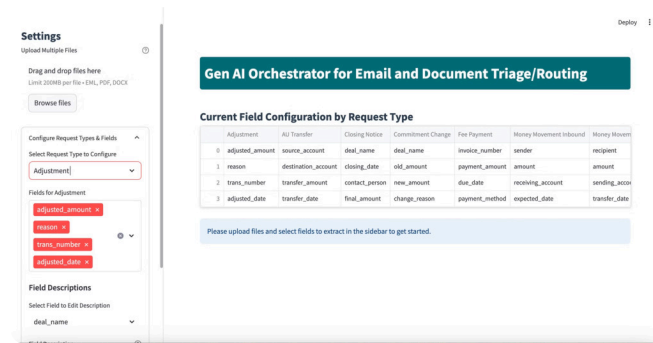 Deploy
Settings
Upload Multiple Files
Drag and drop files here
Limit 200MB per file • EML, PDF, DOCX
Browse files
Configure Request Types & Fields
Select Request Type to Configure
Adjustment
Fields for Adjustment
adjusted_amount ×
reason ×
trans_number ×
adjusted_date ×
Field Descriptions
Select Field to Edit Description
deal_name
Gen AI Orchestrator for Email and Document Triage/Routing
Current Field Configuration by Request Type
Adjustment AU Transfer Closing Notice Commitment Change Fee Payment Money Movement Inbound Money Movem
0 adjusted_amount source_account deal_name deal_name invoice_number sender recipient
1 reason destination_account closing_date old_amount payment_amount amount amount
2 trans_number transfer_amount contact_person new_amount due_date receiving_account sending_accou
3 adjusted_date transfer_date final_amount change_reason payment_method expected_date transfer_date
Please upload files and select fields to extract in the sidebar to get started.